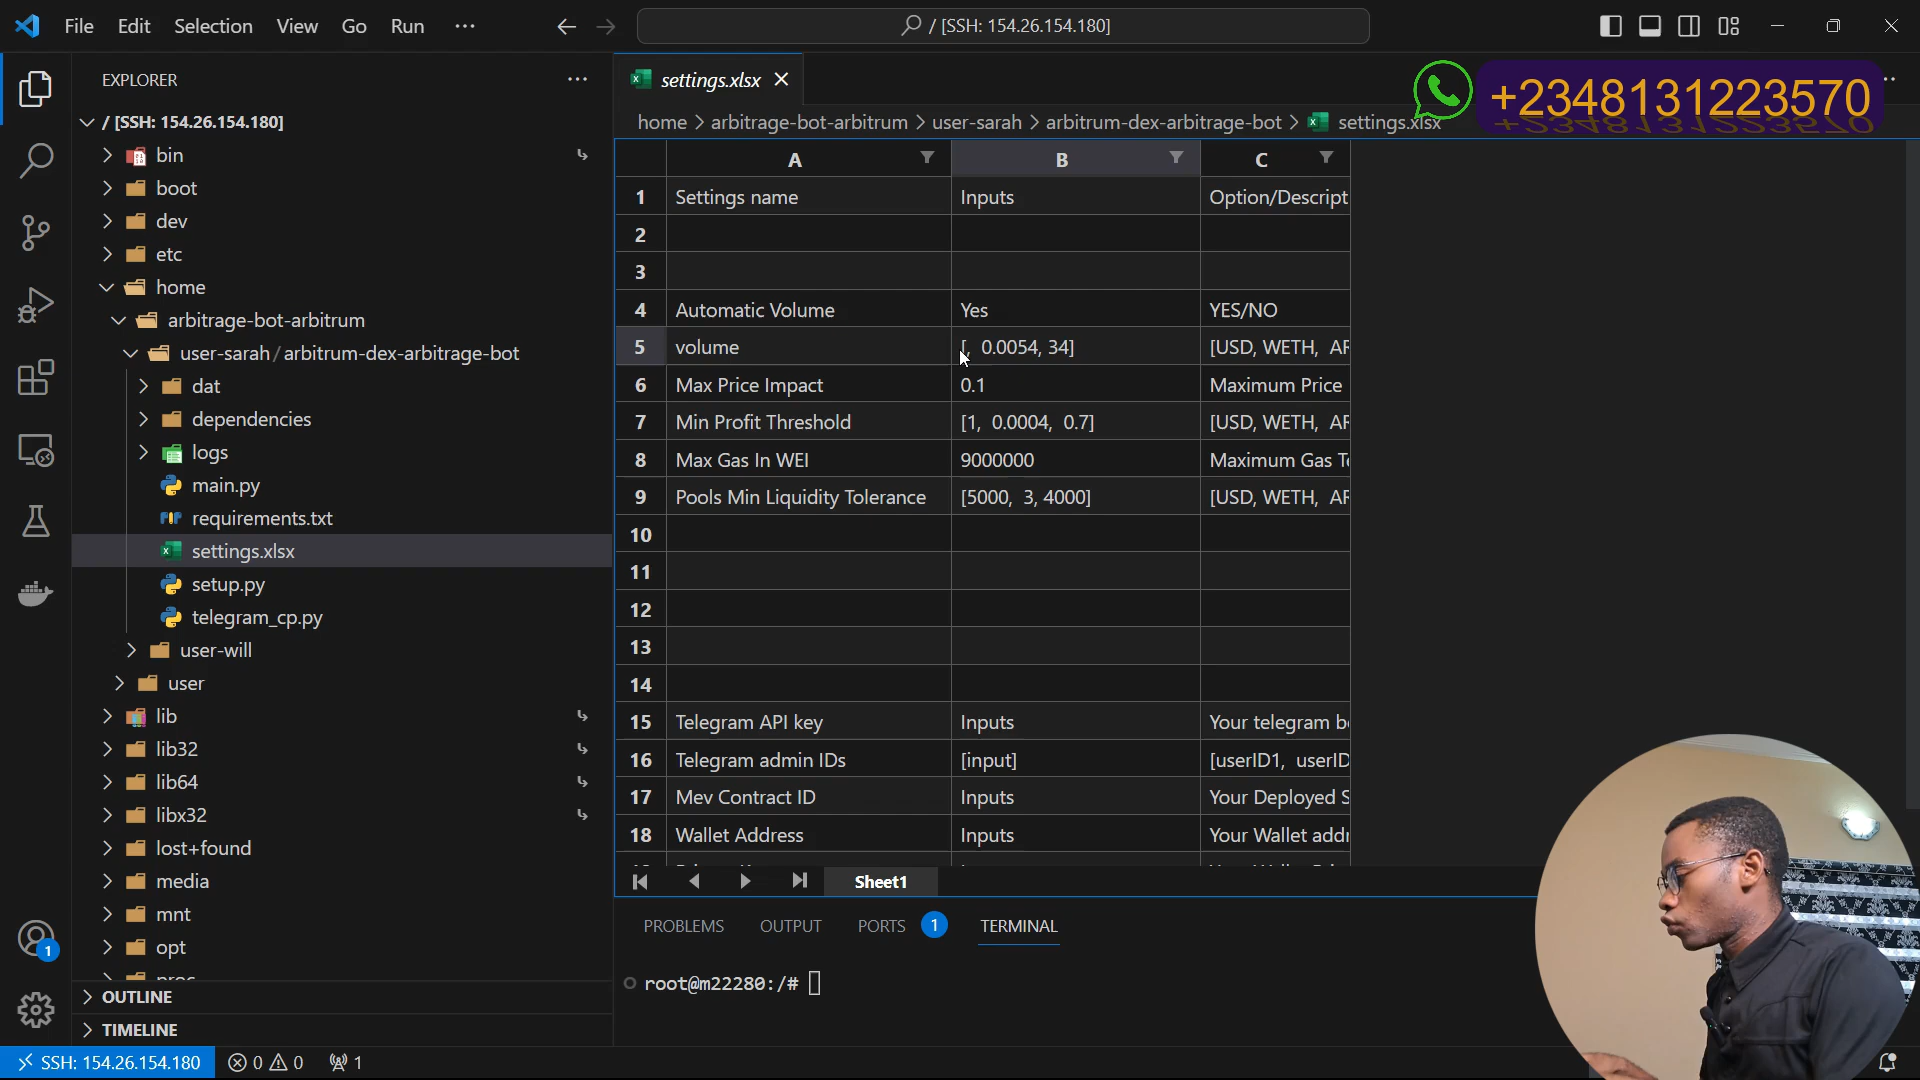 File Edit Selection View Go Run ···
/ [SSH: 154.26.154.180]
EXPLORER
settings.xlsx
+2348131223570
/ [SSH: 154.26.154.180]
home > arbitrage-bot-arbitrum > user-sarah > arbitrum-dex-arbitrage-bot > settings.xlsx
bin
boot
dev
etc
home
arbitrage-bot-arbitrum
user-sarah / arbitrum-dex-arbitrage-bot
dat
dependencies
logs
main.py
requirements.txt
settings.xlsx
setup.py
telegram_cp.py
user-will
user
lib
lib32
lib64
libx32
lost+found
media
mnt
opt
proc
OUTLINE
TIMELINE
A B C
1 Settings name Inputs Option/Descript
2
3
4 Automatic Volume Yes YES/NO
5 volume [, 0.0054, 34] [USD, WETH, AR
6 Max Price Impact 0.1 Maximum Price
7 Min Profit Threshold [1, 0.0004, 0.7] [USD, WETH, AR
8 Max Gas In WEI 9000000 Maximum Gas To
9 Pools Min Liquidity Tolerance [5000, 3, 4000] [USD, WETH, AR
10
11
12
13
14
15 Telegram API key Inputs Your telegram bo
16 Telegram admin IDs [input] [userID1, userID
17 Mev Contract ID Inputs Your Deployed S
18 Wallet Address Inputs Your Wallet addr
Sheet1
PROBLEMS OUTPUT PORTS 1 TERMINAL
root@m22280:/#
1
SSH: 154.26.154.180 0 0 1